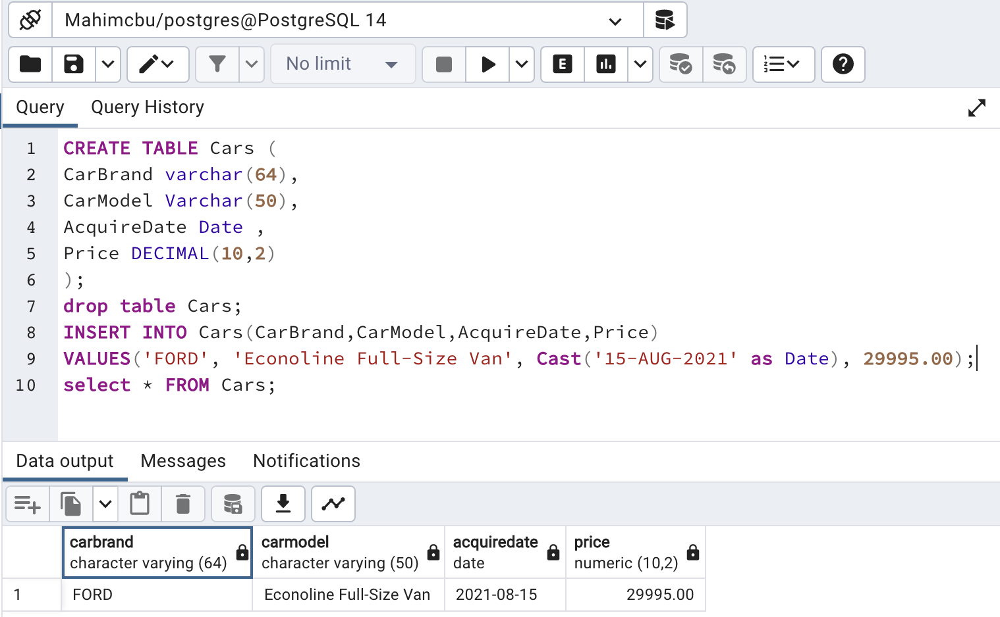 Mahimcbu/postgres@PostgreSQL 14
No limit
E
Query Query History
1 CREATE TABLE Cars (
2 CarBrand varchar(64),
3 CarModel Varchar(50),
4 AcquireDate Date ,
5 Price DECIMAL(10,2)
6 );
7 drop table Cars;
8 INSERT INTO Cars(CarBrand,CarModel,AcquireDate,Price)
9 VALUES('FORD', 'Econoline Full-Size Van', Cast('15-AUG-2021' as Date), 29995.00);
10 select * FROM Cars;
Data output Messages Notifications
carbrand carmodel acquiredate price
character varying (64) character varying (50) date numeric (10,2)
1 FORD Econoline Full-Size Van 2021-08-15 29995.00